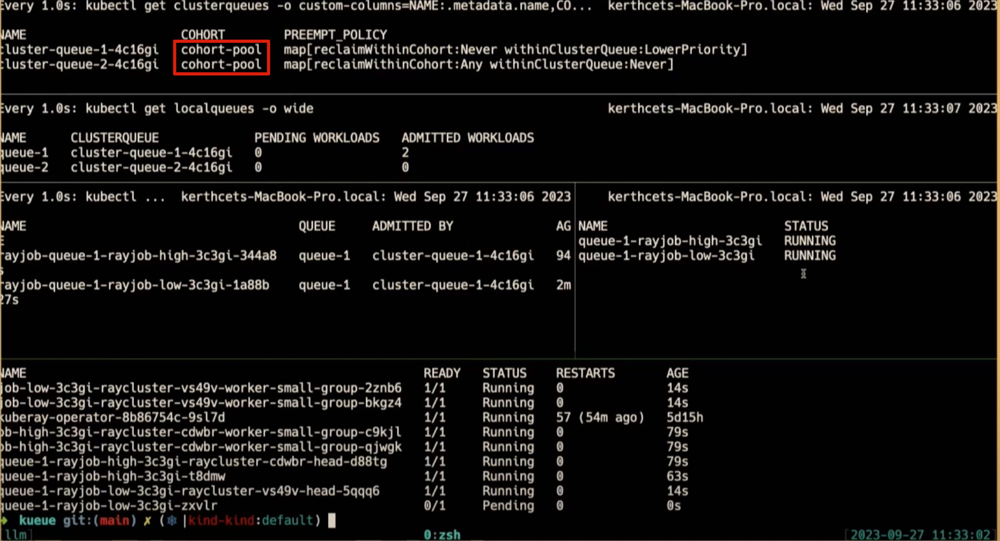 Every 1.0s: kubectl get clusterqueues -o custom-columns=NAME:.metadata.name,CO... kerthcets-MacBook-Pro.local: Wed Sep 27 11:33:06 2023
NAME COHORT PREEMPT_POLICY
cluster-queue-1-4c16gi cohort-pool map[reclaimWithinCohort:Never withinClusterQueue:LowerPriority]
cluster-queue-2-4c16gi cohort-pool map[reclaimWithinCohort:Any withinClusterQueue:Never]
Every 1.0s: kubectl get localqueues -o wide kerthcets-MacBook-Pro.local: Wed Sep 27 11:33:07 2023
NAME CLUSTERQUEUE PENDING WORKLOADS ADMITTED WORKLOADS
queue-1 cluster-queue-1-4c16gi 0 2
queue-2 cluster-queue-2-4c16gi 0 0
Every 1.0s: kubectl ... kerthcets-MacBook-Pro.local: Wed Sep 27 11:33:06 2023
NAME QUEUE ADMITTED BY AG
E
rayjob-queue-1-rayjob-high-3c3gi-344a8 queue-1 cluster-queue-1-4c16gi 94
s
rayjob-queue-1-rayjob-low-3c3gi-1a88b queue-1 cluster-queue-1-4c16gi 2m
27s
kerthcets-MacBook-Pro.local: Wed Sep 27 11:33:06 2023
NAME STATUS
queue-1-rayjob-high-3c3gi RUNNING
queue-1-rayjob-low-3c3gi RUNNING
NAME READY STATUS RESTARTS AGE
job-low-3c3gi-raycluster-vs49v-worker-small-group-2znb6 1/1 Running 0 14s
job-low-3c3gi-raycluster-vs49v-worker-small-group-bkgz4 1/1 Running 0 14s
kuberay-operator-8b86754c-9sl7d 1/1 Running 57 (54m ago) 5d15h
ob-high-3c3gi-raycluster-cdwbr-worker-small-group-c9kjl 1/1 Running 0 79s
ob-high-3c3gi-raycluster-cdwbr-worker-small-group-qjwgk 1/1 Running 0 79s
queue-1-rayjob-high-3c3gi-raycluster-cdwbr-head-d88tg 1/1 Running 0 79s
queue-1-rayjob-high-3c3gi-t8dmw 1/1 Running 0 63s
queue-1-rayjob-low-3c3gi-raycluster-vs49v-head-5qqq6 1/1 Running 0 14s
queue-1-rayjob-low-3c3gi-zxvlr 0/1 Pending 0 0s
➜ kueue git:(main) ✗ (⎈ |kind-kind:default)
[llm] 0:zsh [2023-09-27 11:33:02]